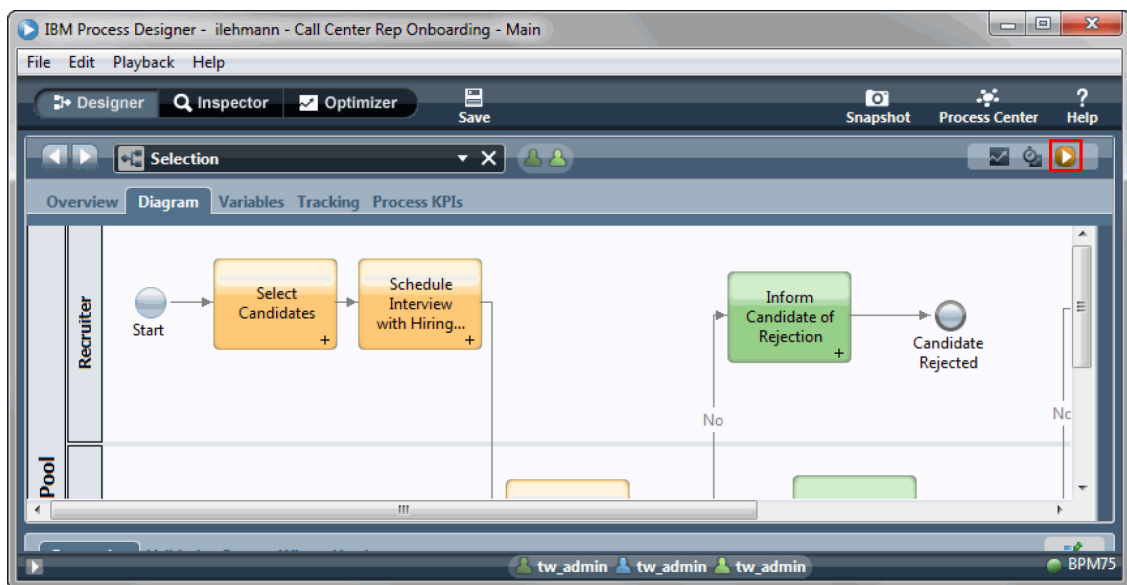 IBM Process Designer - ilehmann - Call Center Rep Onboarding - Main
File Edit Playback Help
Designer Inspector Optimizer Save Snapshot Process Center Help
Selection
Overview Diagram Variables Tracking Process KPIs
Pool
Recruiter
Start
Select
Candidates
+
Schedule
Interview
with Hiring...
+
Inform
Candidate of
Rejection
+
Candidate
Rejected
No
tw_admin tw_admin tw_admin
BPM75